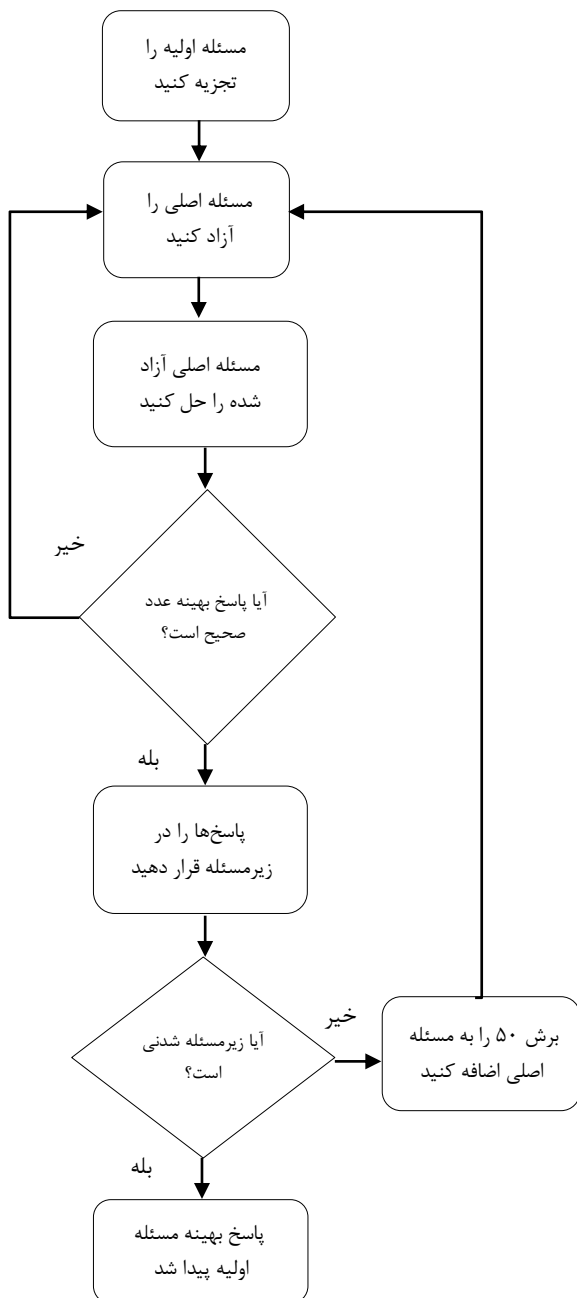 مسئله اولیه را
تجزیه کنید
مسئله اصلی را
آزاد کنید
مسئله اصلی آزاد
شده را حل کنید
خیر
آیا پاسخ بهینه عدد
صحیح است؟
بله
پاسخ‌ها را در
زیرمسئله قرار دهید
خیر
آیا زیرمسئله شدنی
است؟
برش ۵۰ را به مسئله
اصلی اضافه کنید
بله
پاسخ بهینه مسئله
اولیه پیدا شد